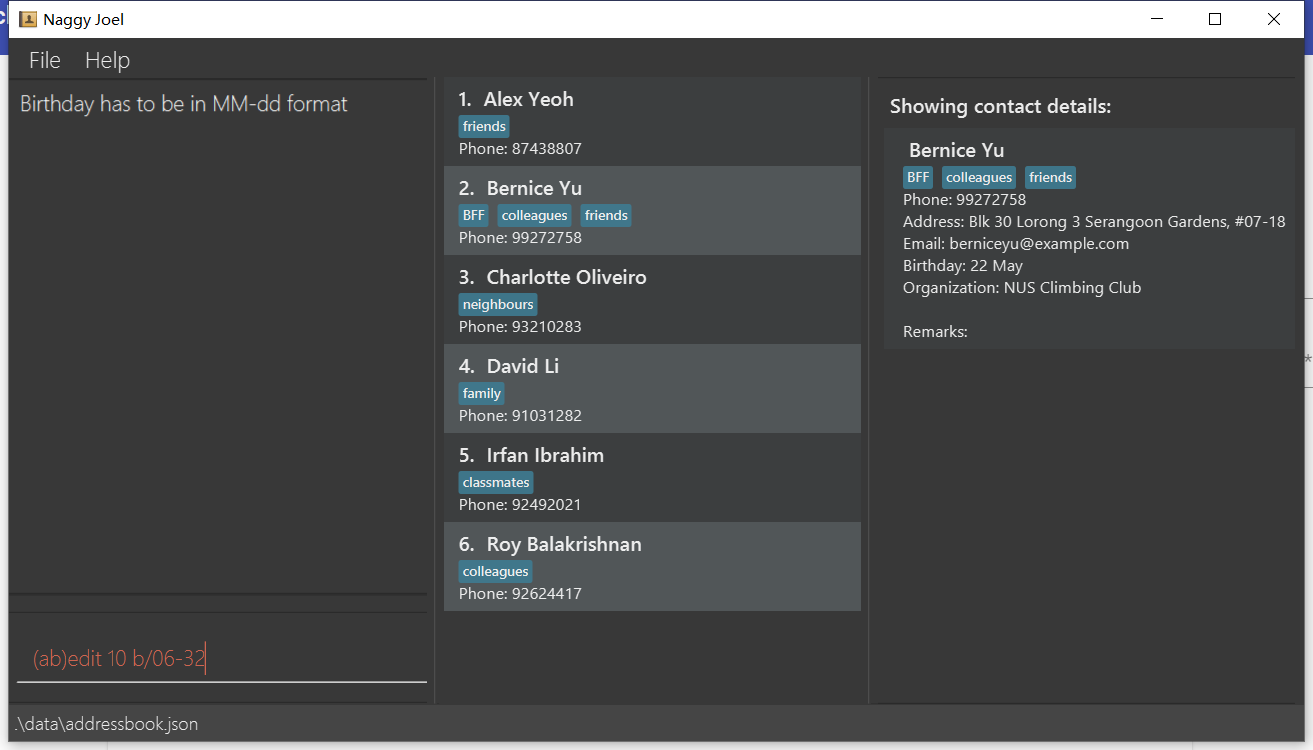 Naggy Joel
File Help
Birthday has to be in MM-dd format
(ab)edit 10 b/06-32
1. Alex Yeoh
friends
Phone: 87438807
2. Bernice Yu
BFF colleagues friends
Phone: 99272758
3. Charlotte Oliveiro
neighbours
Phone: 93210283
4. David Li
family
Phone: 91031282
5. Irfan Ibrahim
classmates
Phone: 92492021
6. Roy Balakrishnan
colleagues
Phone: 92624417
Showing contact details:
Bernice Yu
BFF colleagues friends
Phone: 99272758
Address: Blk 30 Lorong 3 Serangoon Gardens, #07-18
Email: berniceyu@example.com
Birthday: 22 May
Organization: NUS Climbing Club
Remarks:
.\data\addressbook.json